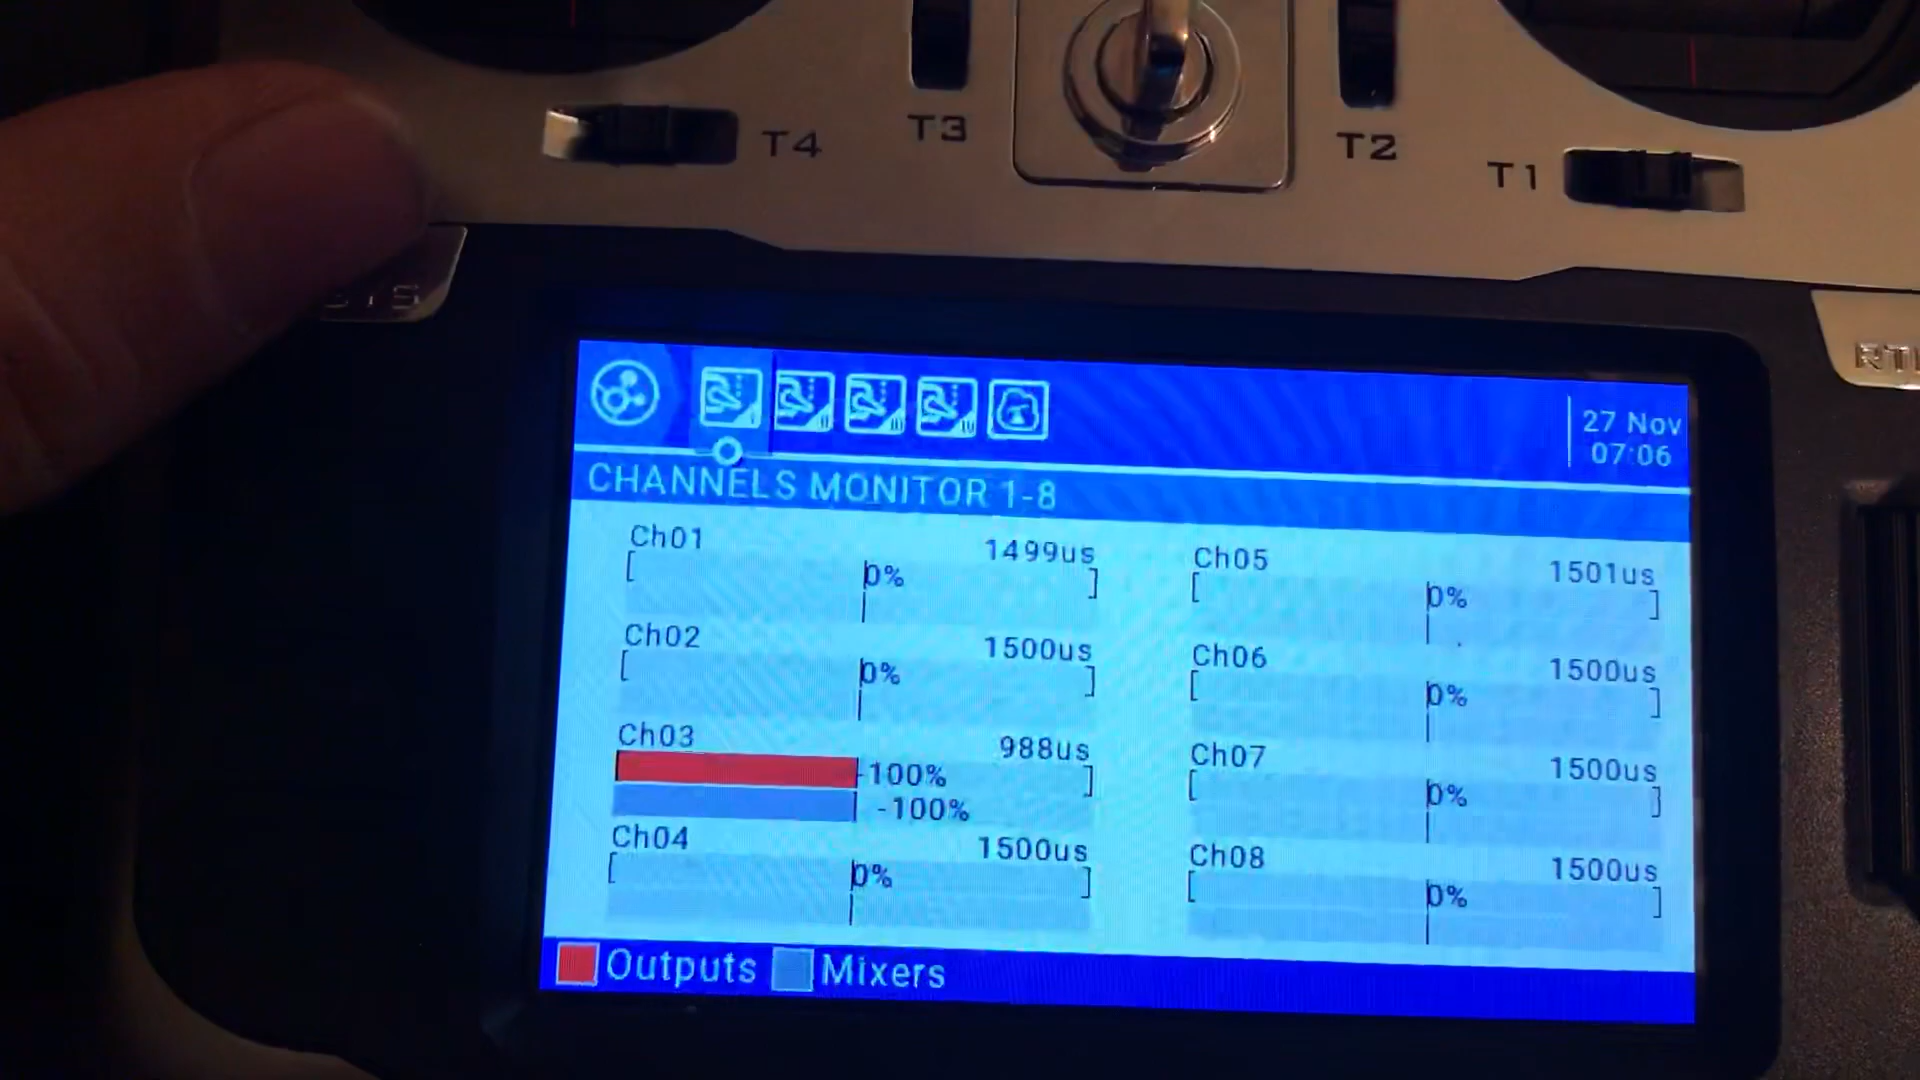 T4
T3
T2
T1
SYS
27 Nov
07:06
CHANNELS MONITOR 1-8
Ch01
1499us
0%
Ch02
1500us
0%
Ch03
988us
-100%
-100%
Ch04
1500us
0%
Ch05
1501us
0%
Ch06
1500us
0%
Ch07
1500us
0%
Ch08
1500us
0%
Outputs
Mixers